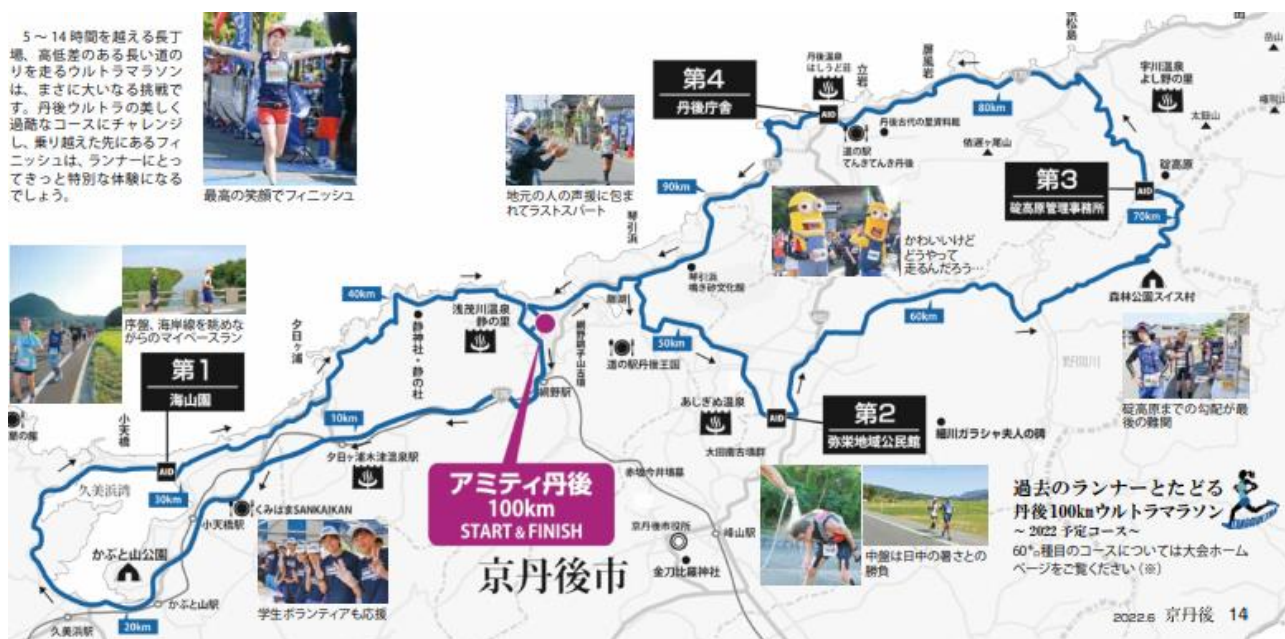 5～14時間を越える長丁
場、高低差のある長い道の
りを走るウルトラマラソン
は、まさに大いなる挑戦で
す。丹後ウルトラの美しく
過酷なコースにチャレンジ
し、乗り越えた先にあるフィ
ニッシュは、ランナーにとっ
てきっと特別な体験になる
でしょう。
最高の笑顔でフィニッシュ
地元の人の声援に包ま
れてラストスパート
序盤、海岸線を眺めな
がらのマイペースラン
第1
海山園
AID
小天橋
久美浜湾
30km
小天橋駅
かぶと山公園
かぶと山駅
久美浜駅
20km
くみはまSANKAIKAN
学生ボランティアも応援
夕日ヶ浦
夕日ヶ浦木津温泉駅
10km
40km
静神社・静の杜
浅茂川温泉
静の里
網野駅
網野銚子山古墳
アミティ丹後
100km
START & FINISH
京丹後市
離湖
道の駅丹後王国
50km
あしぎぬ温泉
大田南古墳群
赤坂今井墳墓
京丹後市役所
峰山駅
金刀比羅神社
第2
弥栄地域公民館
AID
細川ガラシャ夫人の碑
琴引浜
琴引浜
鳴き砂文化館
90km
第4
丹後庁舎
AID
丹後温泉
はしうど荘
立岩
屏風岩
道の駅
てんきてんき丹後
丹後古代の里資料館
依遅ヶ尾山
80km
宇川温泉
よし野の里
太鼓山
碇高原
第3
碇高原管理事務所
AID
70km
森林公園スイス村
60km
野間川
かわいいけど
どうやって
走るんだろう…
碇高原までの勾配が最
後の難関
中盤は日中の暑さとの
勝負
過去のランナーとたどる
丹後100kmウルトラマラソン
～2022予定コース～
60㌔種目のコースについては大会ホーム
ページをご覧ください(※)
2022.6 京丹後 14